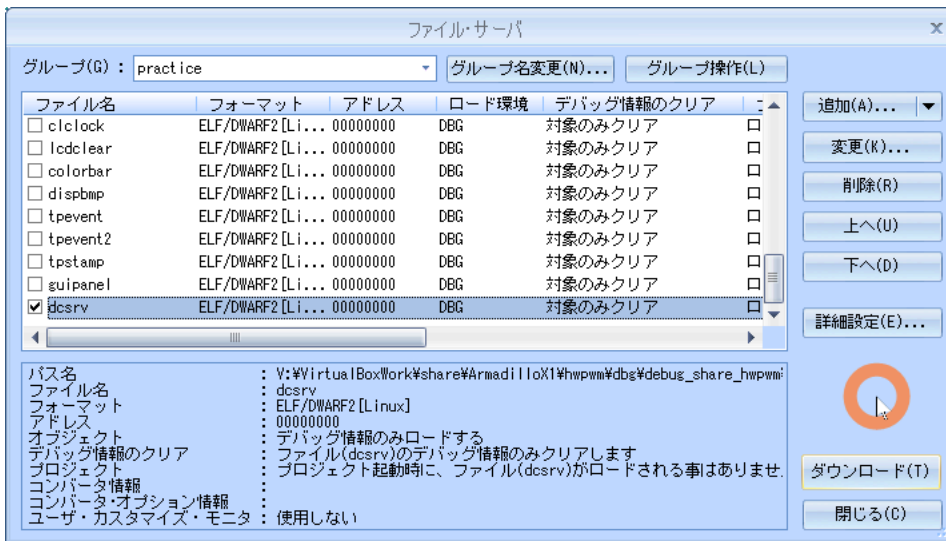 ファイル・サーバ
グループ(G) : practice グループ名変更(N)... グループ操作(L)
ファイル名 フォーマット アドレス ロード環境 デバッグ情報のクリア
clclock ELF/DWARF2[Li... 00000000 DBG 対象のみクリア ロ
lcdclear ELF/DWARF2[Li... 00000000 DBG 対象のみクリア ロ
colorbar ELF/DWARF2[Li... 00000000 DBG 対象のみクリア ロ
dispbmp ELF/DWARF2[Li... 00000000 DBG 対象のみクリア ロ
tpevent ELF/DWARF2[Li... 00000000 DBG 対象のみクリア ロ
tpevent2 ELF/DWARF2[Li... 00000000 DBG 対象のみクリア ロ
tpstamp ELF/DWARF2[Li... 00000000 DBG 対象のみクリア ロ
guipanel ELF/DWARF2[Li... 00000000 DBG 対象のみクリア ロ
dcsrv ELF/DWARF2[Li... 00000000 DBG 対象のみクリア ロ
追加(A)...
変更(K)...
削除(R)
上へ(U)
下へ(D)
詳細設定(E)...
パス名 : V:¥VirtualBoxWork¥share¥ArmadilloX1¥hwpwm¥dbg¥debug_share_hwpwm
ファイル名 : dcsrv
フォーマット : ELF/DWARF2[Linux]
アドレス : 00000000
オブジェクト : デバッグ情報のみロードする
デバッグ情報のクリア : ファイル(dcsrv)のデバッグ情報のみクリアします
プロジェクト : プロジェクト起動時に、ファイル(dcsrv)がロードされる事はありませ
コンバータ情報 :
コンバータ・オプション情報 :
ユーザ・カスタマイズ・モニタ : 使用しない
ダウンロード(T)
閉じる(C)